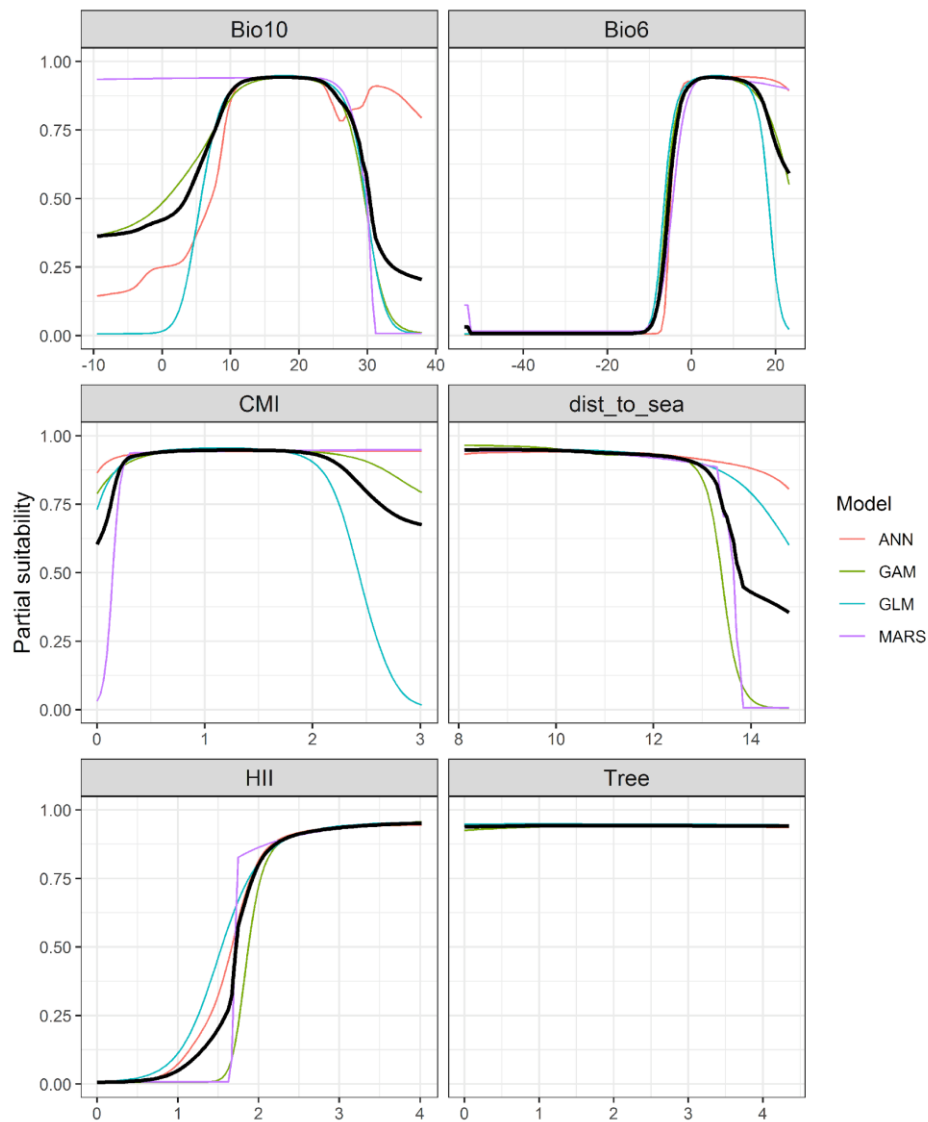 Bio10 Bio6
1.00
0.75
0.50
0.25
0.00
-10 0 10 20 30 40 -40 -20 0 20
CMI dist_to_sea
1.00
0.75
0.50
0.25
0.00
0 1 2 3 8 10 12 14
Partial suitability
Model
ANN
GAM
GLM
MARS
HII Tree
1.00
0.75
0.50
0.25
0.00
0 1 2 3 4 0 1 2 3 4